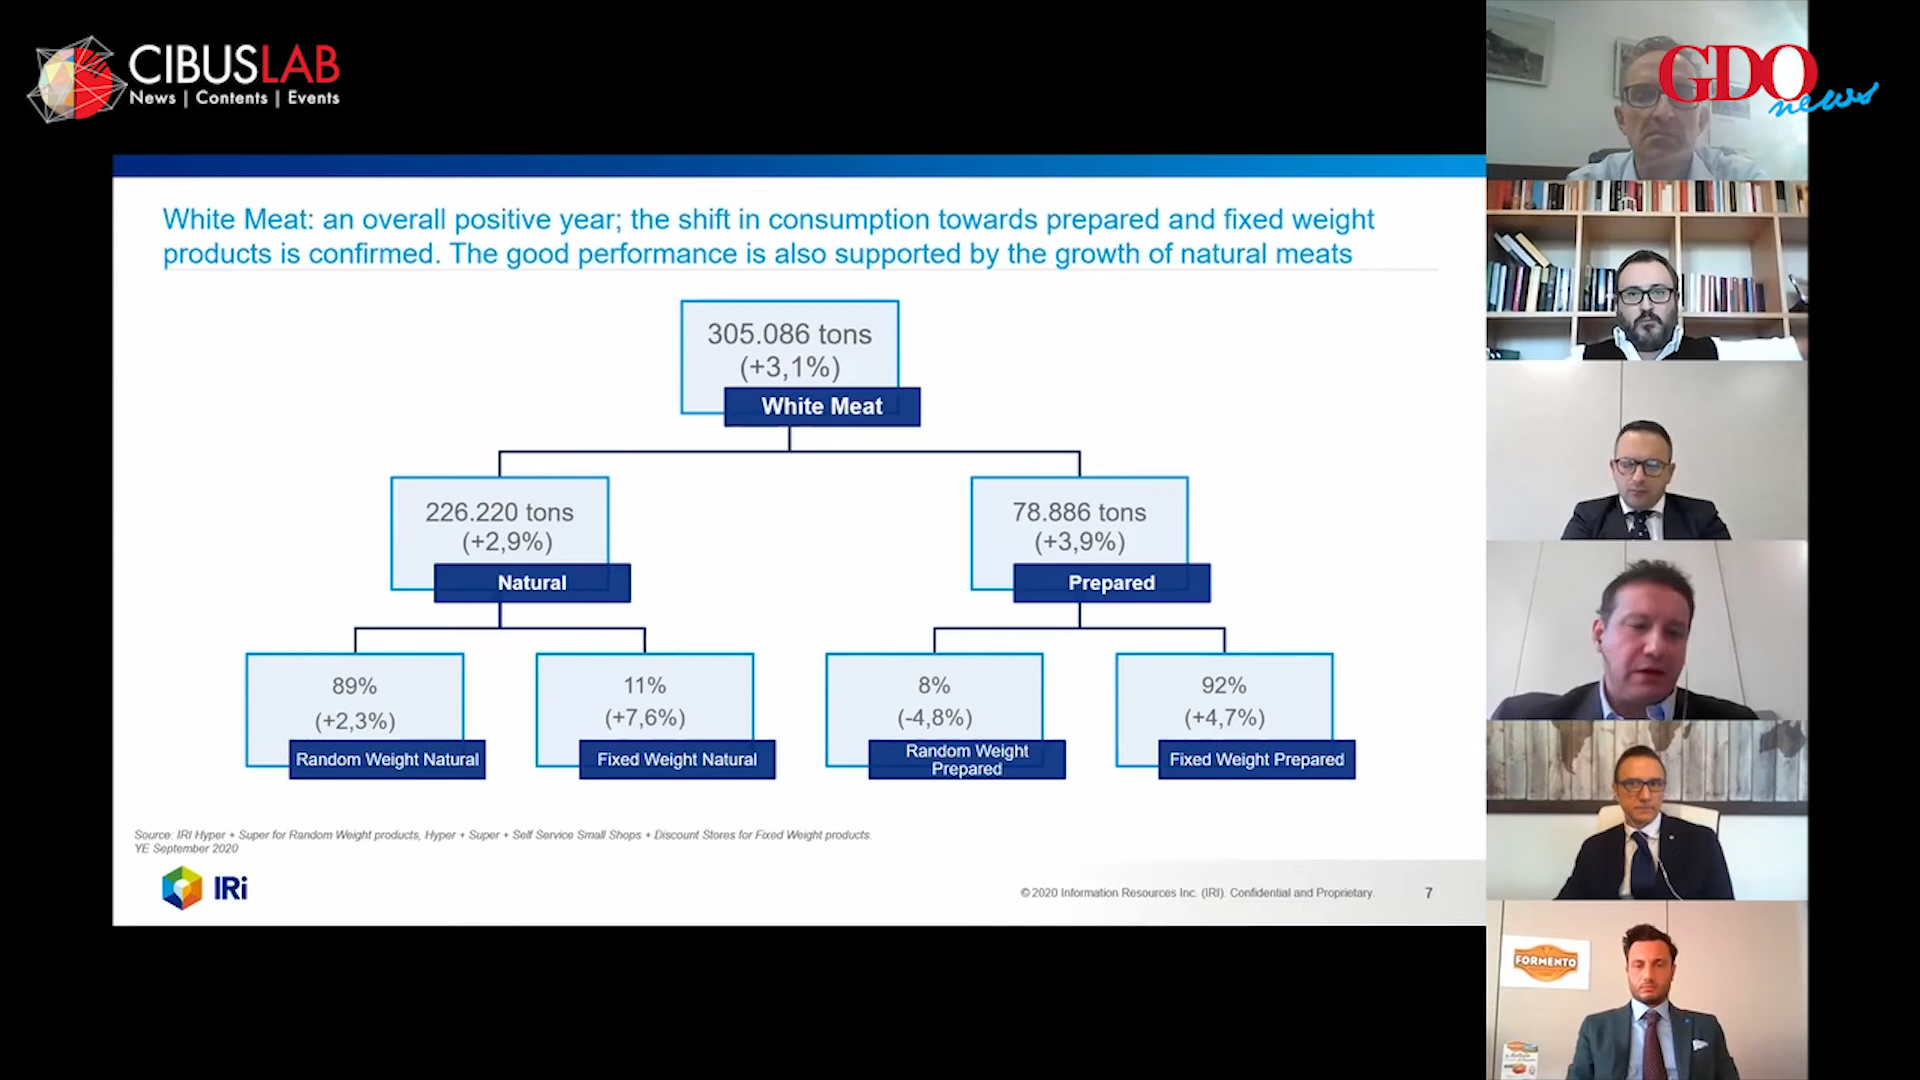 CIBUSLAB
News | Contents | Events
GDO
news
White Meat: an overall positive year; the shift in consumption towards prepared and fixed weight
products is confirmed. The good performance is also supported by the growth of natural meats
305.086 tons
(+3,1%)
White Meat
226.220 tons
(+2,9%)
Natural
78.886 tons
(+3,9%)
Prepared
89%
(+2,3%)
Random Weight Natural
11%
(+7,6%)
Fixed Weight Natural
8%
(-4,8%)
Random Weight
Prepared
92%
(+4,7%)
Fixed Weight Prepared
Source: IRI Hyper + Super for Random Weight products, Hyper + Super + Self Service Small Shops + Discount Stores for Fixed Weight products.
YE September 2020
IRi
© 2020 Information Resources Inc. (IRI). Confidential and Proprietary.
7
FORMENTO